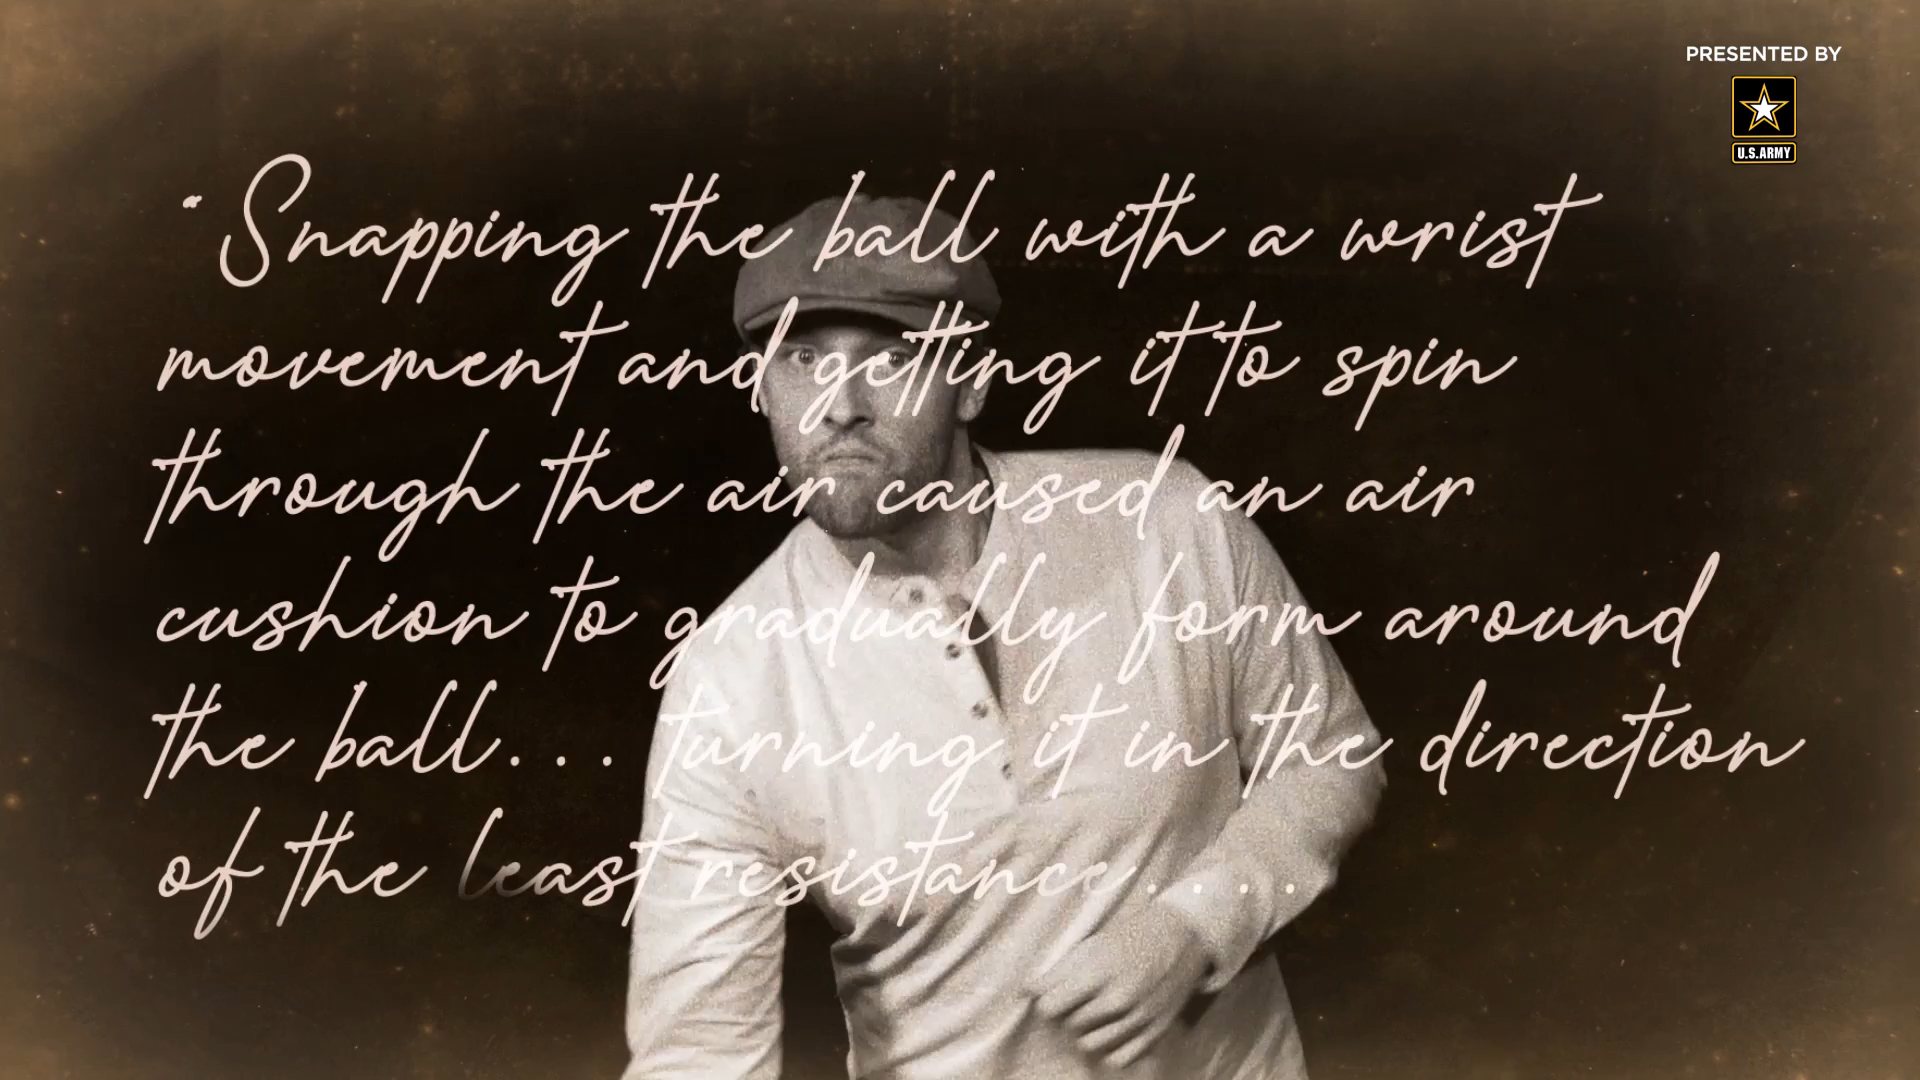 PRESENTED BY
U.S.ARMY
"Snapping the ball with a wrist
movement and getting it to spin
through the air caused an air
cushion to gradually form around
the ball... turning it in the direction
of the least resistance....